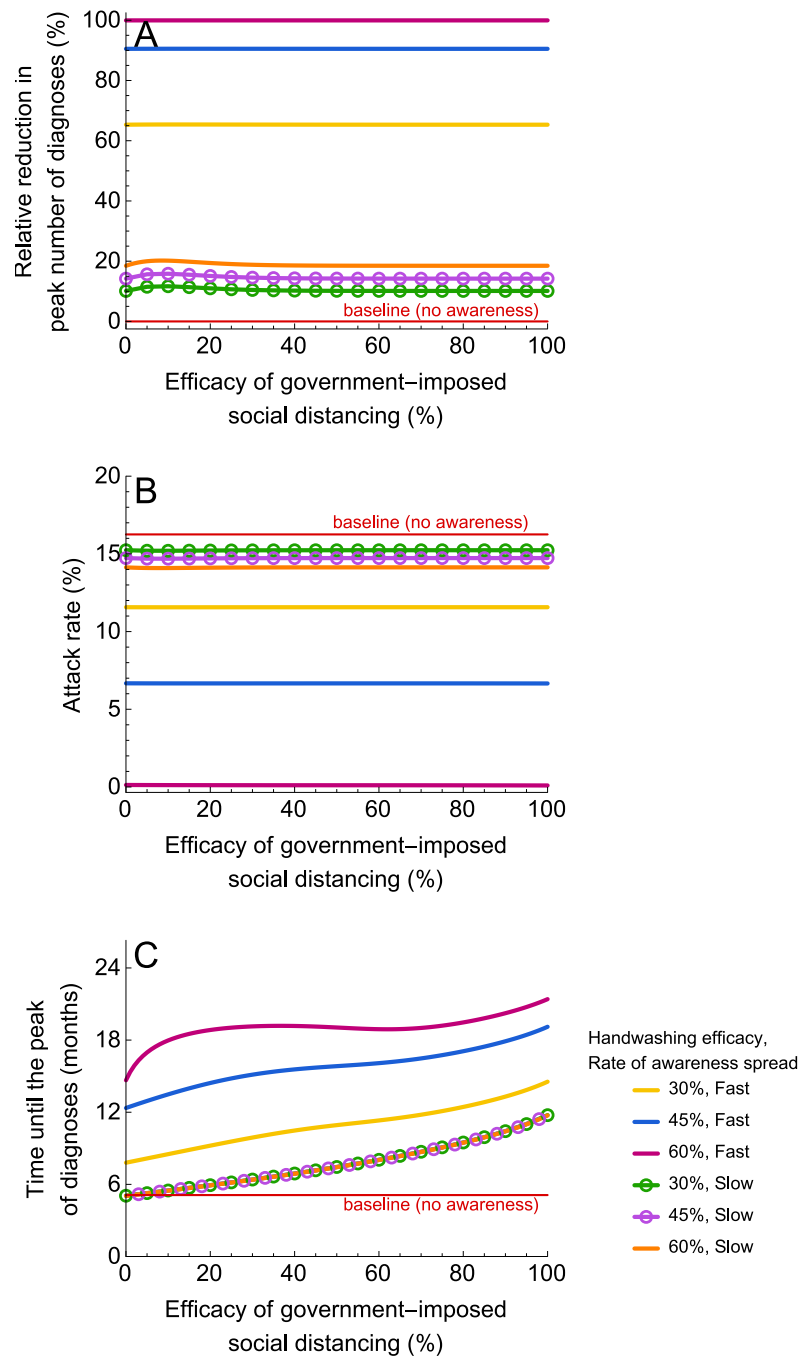 A
Relative reduction in
peak number of diagnoses (%)
100
80
60
40
20
0
baseline (no awareness)
0 20 40 60 80 100
Efficacy of government–imposed
social distancing (%)
B
Attack rate (%)
20
15
10
5
0
baseline (no awareness)
0 20 40 60 80 100
Efficacy of government–imposed
social distancing (%)
C
Time until the peak
of diagnoses (months)
24
18
12
6
0
baseline (no awareness)
0 20 40 60 80 100
Efficacy of government–imposed
social distancing (%)
Handwashing efficacy,
Rate of awareness spread
30%, Fast
45%, Fast
60%, Fast
30%, Slow
45%, Slow
60%, Slow